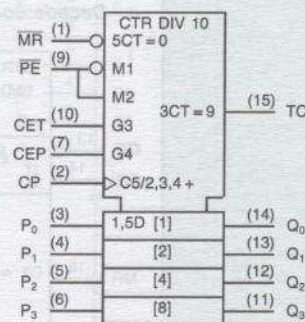 CTR DIV 10
MR (1) 5CT=0
PE (9) M1
M2
3CT=9 (15) TC
CET (10) G3
CEP (7) G4
CP (2) C5/2,3,4+
P₀ (3) 1,5D [1] (14) Q₀
P₁ (4) [2] (13) Q₁
P₂ (5) [4] (12) Q₂
P₃ (6) [8] (11) Q₃